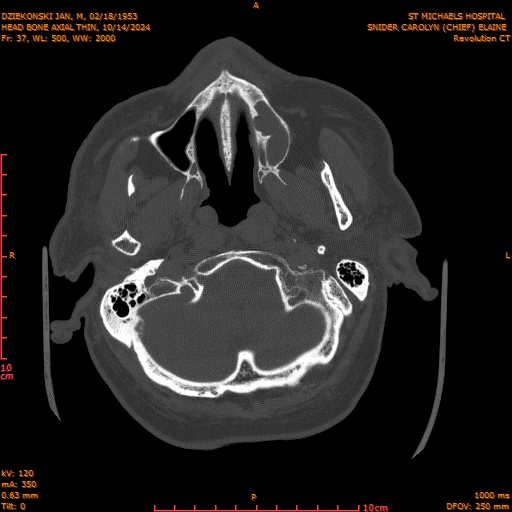 A
DZIEKONSKI JAN, M, 02/18/1953
HEAD BONE AXIAL THIN, 10/14/2024
Fr: 37, WL: 500, WW: 2000
ST MICHAELS HOSPITAL
SNIDER CAROLYN (CHIEF) ELAINE
Revolution CT
R
L
10
cm
kV: 120
mA: 350
0.63 mm
Tilt: 0
P
10cm
1000 ms
DFOV: 250 mm